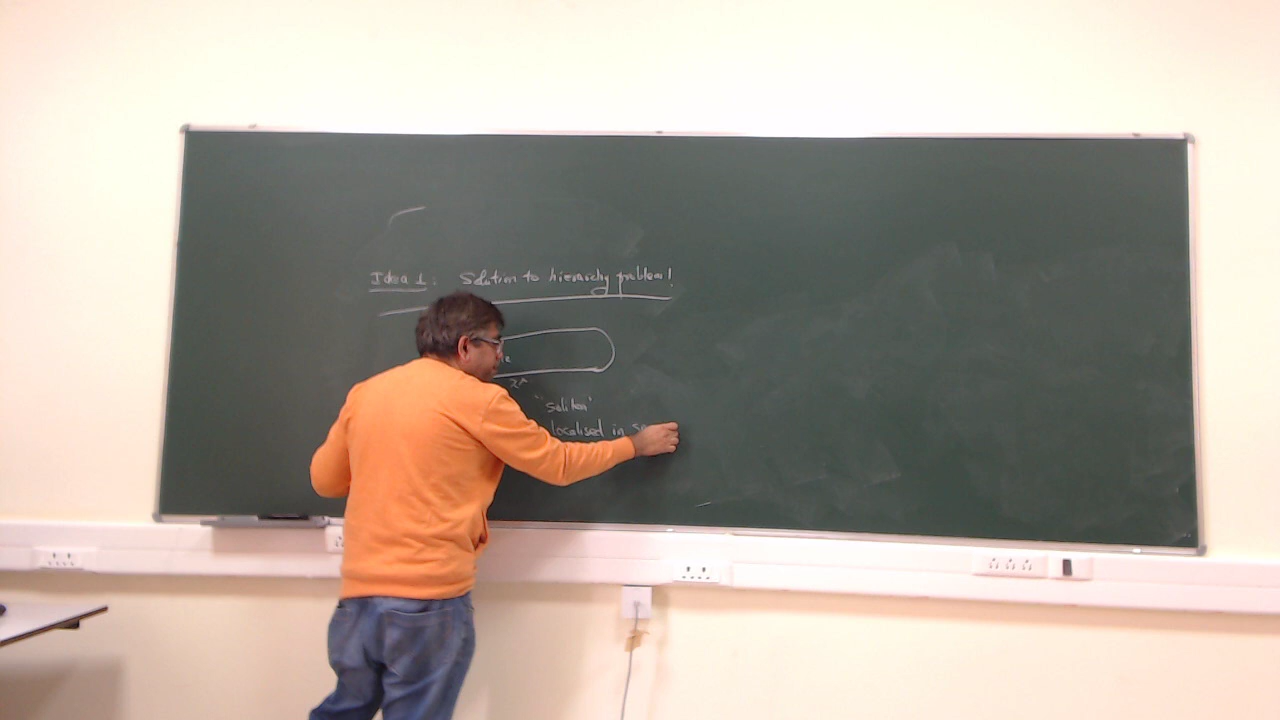 Idea 1: Solution to hierarchy problem!
x^μ
"soliton"
localised in